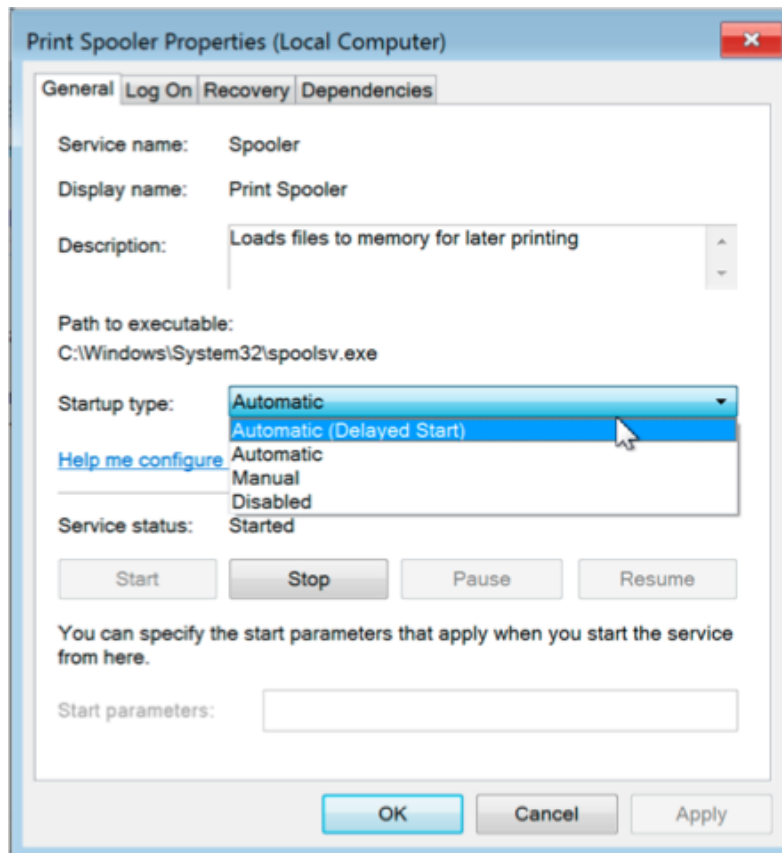 Print Spooler Properties (Local Computer)
General Log On Recovery Dependencies
Service name: Spooler
Display name: Print Spooler
Description: Loads files to memory for later printing
Path to executable:
C:\Windows\System32\spoolsv.exe
Startup type: Automatic
Automatic (Delayed Start)
Help me configure
Automatic
Manual
Disabled
Service status: Started
Start Stop Pause Resume
You can specify the start parameters that apply when you start the service
from here.
Start parameters:
OK Cancel Apply